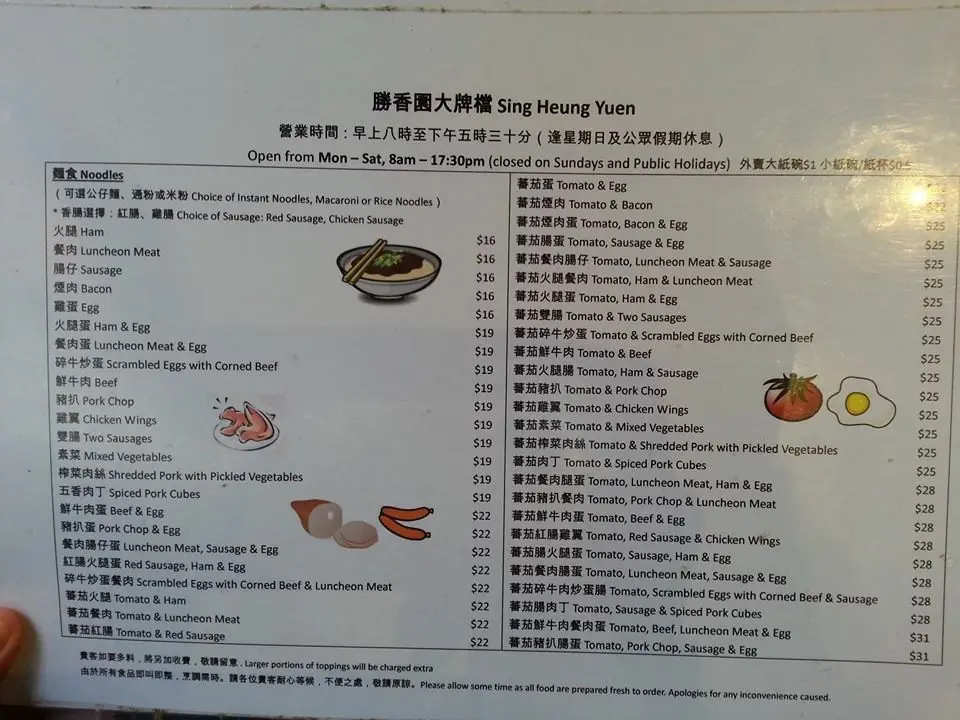 勝香園大牌檔 Sing Heung Yuen
營業時間：早上八時至下午五時三十分（逢星期日及公眾假期休息）
Open from Mon – Sat, 8am – 17:30pm (closed on Sundays and Public Holidays) 外賣大紙碗$1 小紙碗/紙杯$0.5
麵食 Noodles
（可選公仔麵、通粉或米粉 Choice of Instant Noodles, Macaroni or Rice Noodles）
* 香腸選擇：紅腸、雞腸 Choice of Sausage: Red Sausage, Chicken Sausage
火腿 Ham $16
餐肉 Luncheon Meat $16
腸仔 Sausage $16
煙肉 Bacon $16
雞蛋 Egg $16
火腿蛋 Ham & Egg $19
餐肉蛋 Luncheon Meat & Egg $19
碎牛炒蛋 Scrambled Eggs with Corned Beef $19
鮮牛肉 Beef $19
豬扒 Pork Chop $19
雞翼 Chicken Wings $19
雙腸 Two Sausages $19
素菜 Mixed Vegetables $19
榨菜肉絲 Shredded Pork with Pickled Vegetables $19
五香肉丁 Spiced Pork Cubes $19
鮮牛肉蛋 Beef & Egg $22
豬扒蛋 Pork Chop & Egg $22
餐肉腸仔蛋 Luncheon Meat, Sausage & Egg $22
紅腸火腿蛋 Red Sausage, Ham & Egg $22
碎牛炒蛋餐肉 Scrambled Eggs with Corned Beef & Luncheon Meat $22
蕃茄火腿 Tomato & Ham $22
蕃茄餐肉 Tomato & Luncheon Meat $22
蕃茄紅腸 Tomato & Red Sausage $22
蕃茄蛋 Tomato & Egg
蕃茄煙肉 Tomato & Bacon $22
蕃茄煙肉蛋 Tomato, Bacon & Egg $25
蕃茄腸蛋 Tomato, Sausage & Egg $25
蕃茄餐肉腸仔 Tomato, Luncheon Meat & Sausage $25
蕃茄火腿餐肉 Tomato, Ham & Luncheon Meat $25
蕃茄火腿蛋 Tomato, Ham & Egg $25
蕃茄雙腸 Tomato & Two Sausages $25
蕃茄碎牛炒蛋 Tomato & Scrambled Eggs with Corned Beef $25
蕃茄鮮牛肉 Tomato & Beef $25
蕃茄火腿腸 Tomato, Ham & Sausage $25
蕃茄豬扒 Tomato & Pork Chop $25
蕃茄雞翼 Tomato & Chicken Wings $25
蕃茄素菜 Tomato & Mixed Vegetables $25
蕃茄榨菜肉絲 Tomato & Shredded Pork with Pickled Vegetables $25
蕃茄肉丁 Tomato & Spiced Pork Cubes $25
蕃茄餐肉腿蛋 Tomato, Luncheon Meat, Ham & Egg $28
蕃茄豬扒餐肉 Tomato, Pork Chop & Luncheon Meat $28
蕃茄鮮牛肉蛋 Tomato, Beef & Egg $28
蕃茄紅腸雞翼 Tomato, Red Sausage & Chicken Wings $28
蕃茄腸火腿蛋 Tomato, Sausage, Ham & Egg $28
蕃茄餐肉腸蛋 Tomato, Luncheon Meat, Sausage & Egg $28
蕃茄碎牛肉炒蛋腸 Tomato, Scrambled Eggs with Corned Beef & Sausage $28
蕃茄腸肉丁 Tomato, Sausage & Spiced Pork Cubes $28
蕃茄鮮牛肉餐肉蛋 Tomato, Beef, Luncheon Meat & Egg $31
蕃茄豬扒腸蛋 Tomato, Pork Chop, Sausage & Egg $31
貴客如要多料，將另加收費，敬請留意 . Larger portions of toppings will be charged extra
由於所有食品即叫即整，烹調需時。請各位貴客耐心等候，不便之處，敬請原諒。Please allow some time as all food are prepared fresh to order. Apologies for any inconvenience caused.